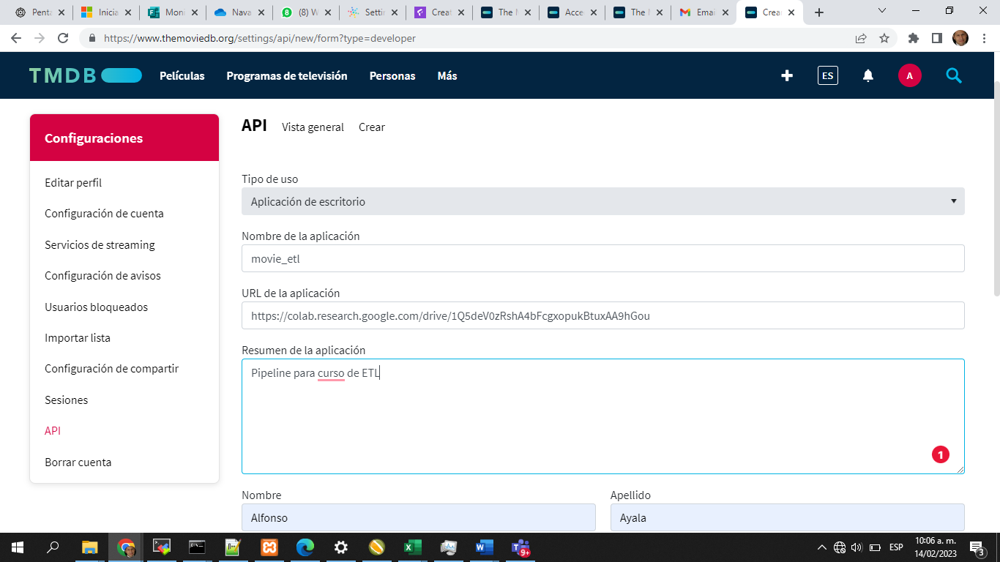 Penta
Inicia
Moni
Nava
(8) W
Settin
Creat
The M
Acce
The M
Emai
Crear
https://www.themoviedb.org/settings/api/new/form?type=developer
TMDB
Películas
Programas de televisión
Personas
Más
ES
A
Configuraciones
Editar perfil
Configuración de cuenta
Servicios de streaming
Configuración de avisos
Usuarios bloqueados
Importar lista
Configuración de compartir
Sesiones
API
Borrar cuenta
API
Vista general
Crear
Tipo de uso
Aplicación de escritorio
Nombre de la aplicación
movie_etl
URL de la aplicación
https://colab.research.google.com/drive/1Q5deV0zRshA4bFcgxopukBtuxAA9hGou
Resumen de la aplicación
Pipeline para curso de ETL
1
Nombre
Alfonso
Apellido
Ayala
9+
ESP
10:06 a. m.
14/02/2023
3